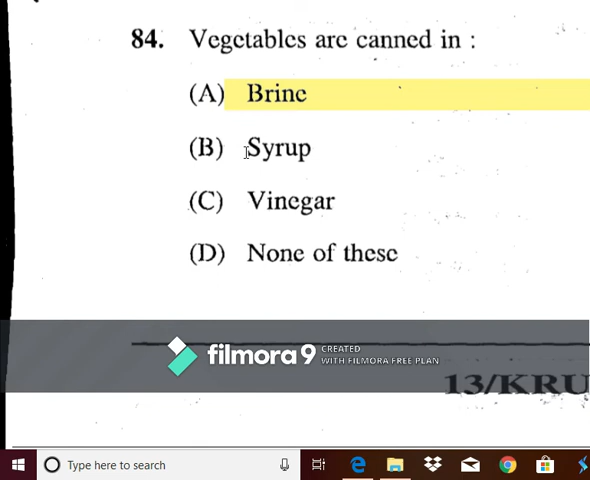 84. Vegetables are canned in :
(A) Brine
(B) Syrup
(C) Vinegar
(D) None of these
filmora 9 CREATED
WITH FILMORA FREE PLAN
13/KRU
Type here to search